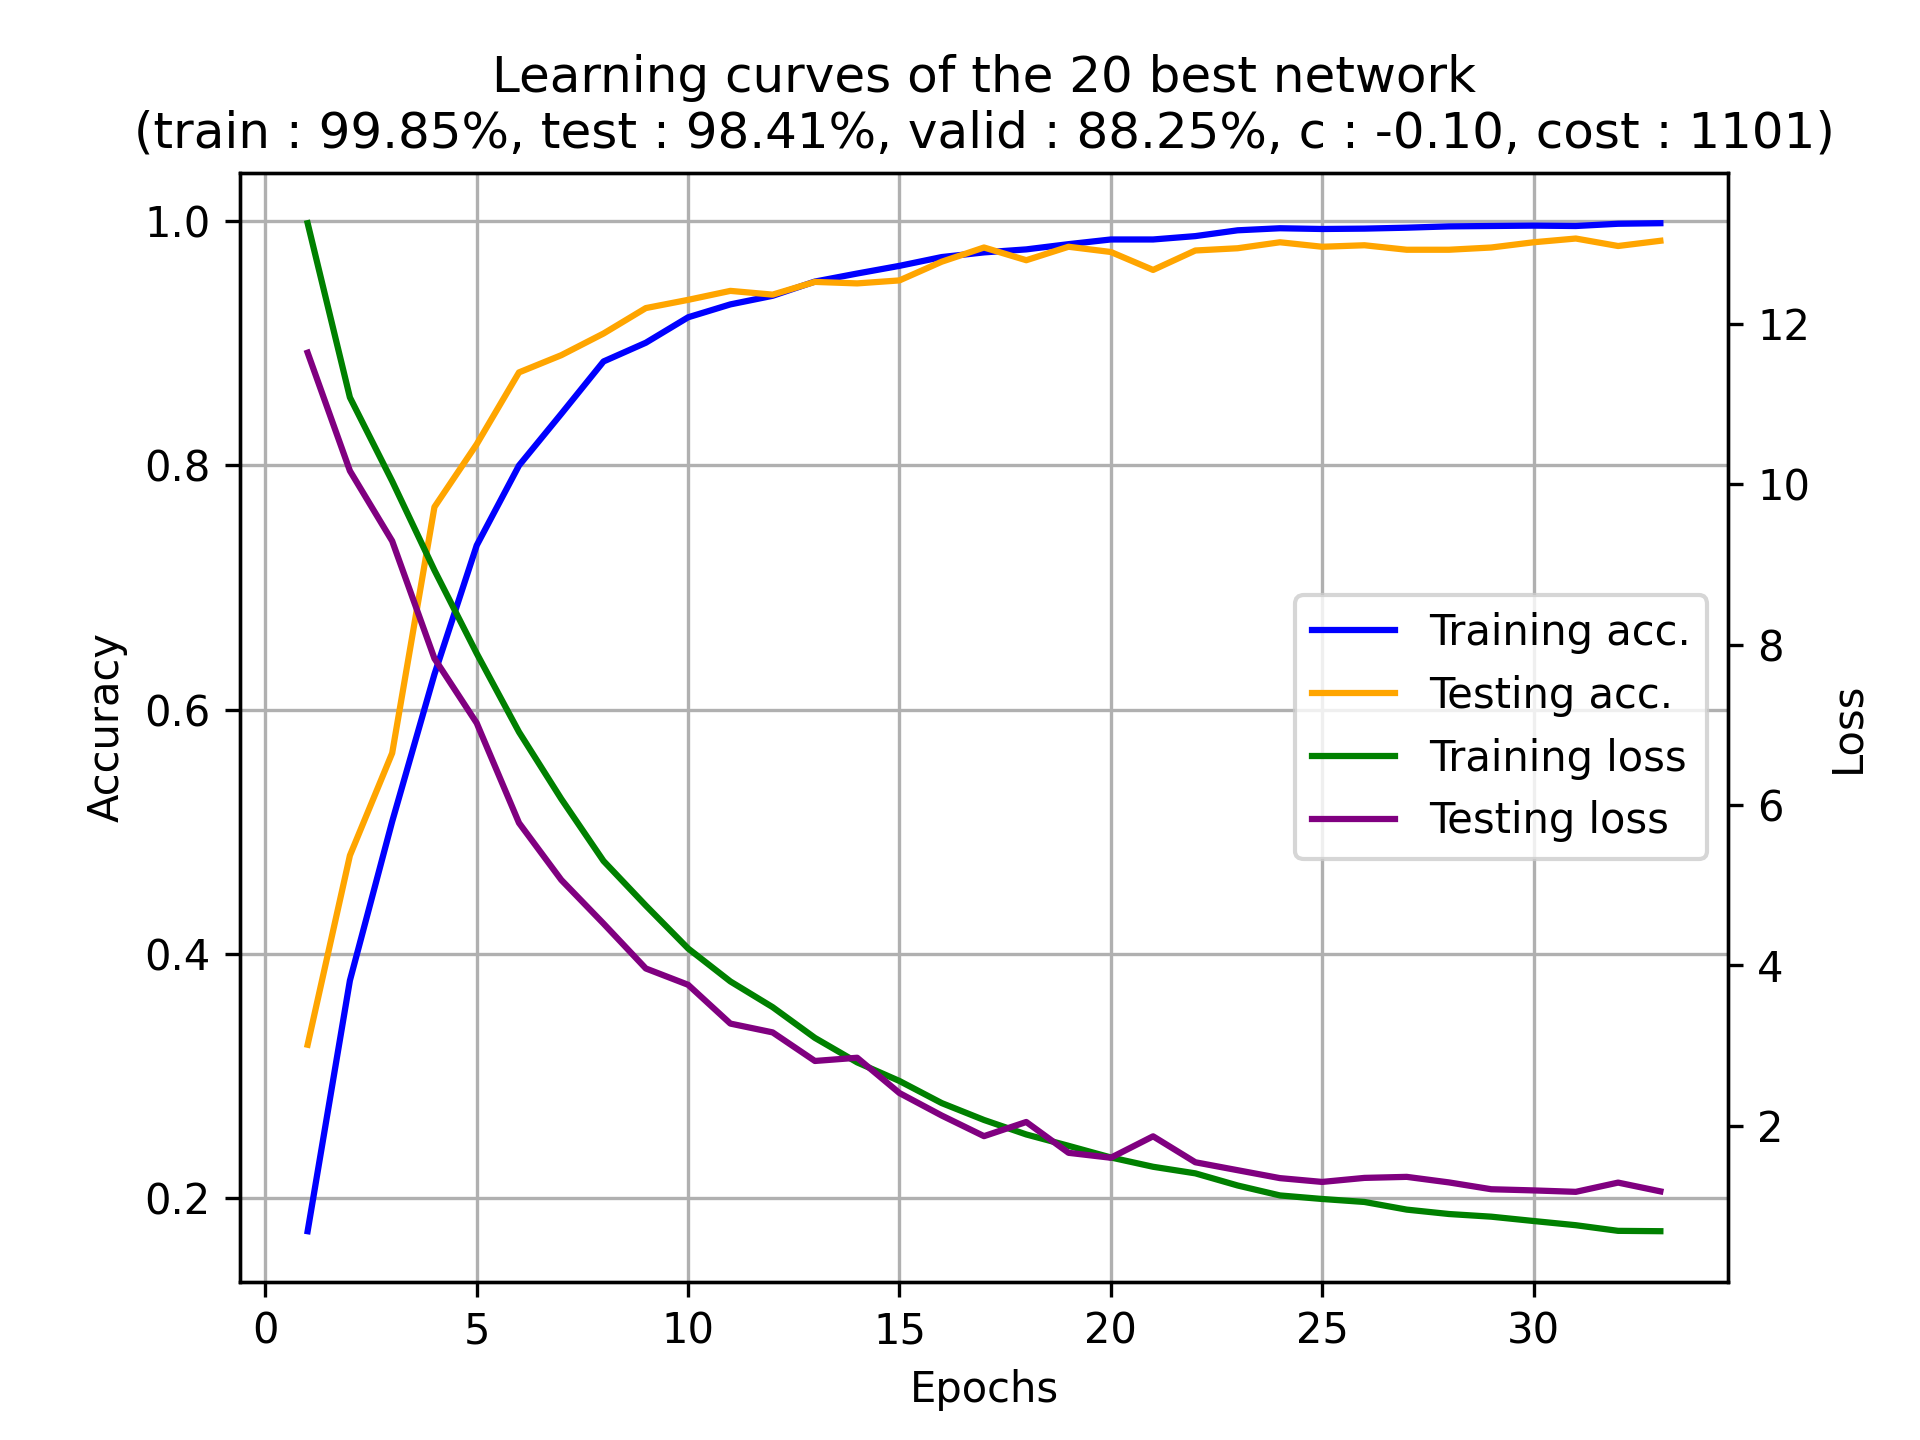 Learning curves of the 20 best network
(train : 99.85%, test : 98.41%, valid : 88.25%, c : -0.10, cost : 1101)
1.0
0.8
0.6
0.4
0.2
Accuracy
12
10
8
6
4
2
Loss
Training acc.
Testing acc.
Training loss
Testing loss
0 5 10 15 20 25 30
Epochs